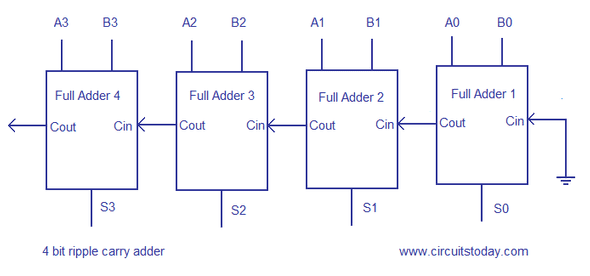 A3 B3 A2 B2 A1 B1 A0 B0
Full Adder 4 Full Adder 3 Full Adder 2 Full Adder 1
Cout Cin Cout Cin Cout Cin Cout Cin
S3 S2 S1 S0
4 bit ripple carry adder www.circuitstoday.com